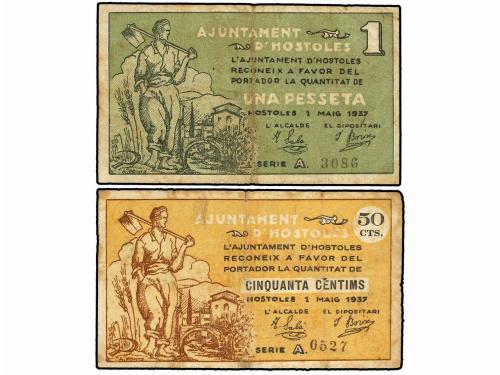 AJUNTAMENT
D'HOSTOLES
1
L'AJUNTAMENT D'HOSTOLES
RECONEIX A FAVOR DEL
PORTADOR LA QUANTITAT DE
UNA PESSETA
HOSTOLES 1 MAIG 1937
L'ALCALDE EL DIPOSITARI
SERIE A. 3086
AJUNTAMENT
D'HOSTOLES
50
CTS.
L'AJUNTAMENT D'HOSTOLES
RECONEIX A FAVOR DEL
PORTADOR LA QUANTITAT DE
CINQUANTA CÈNTIMS
HOSTOLES 1 MAIG 1937
L'ALCALDE EL DIPOSITARI
SERIE A. 0527